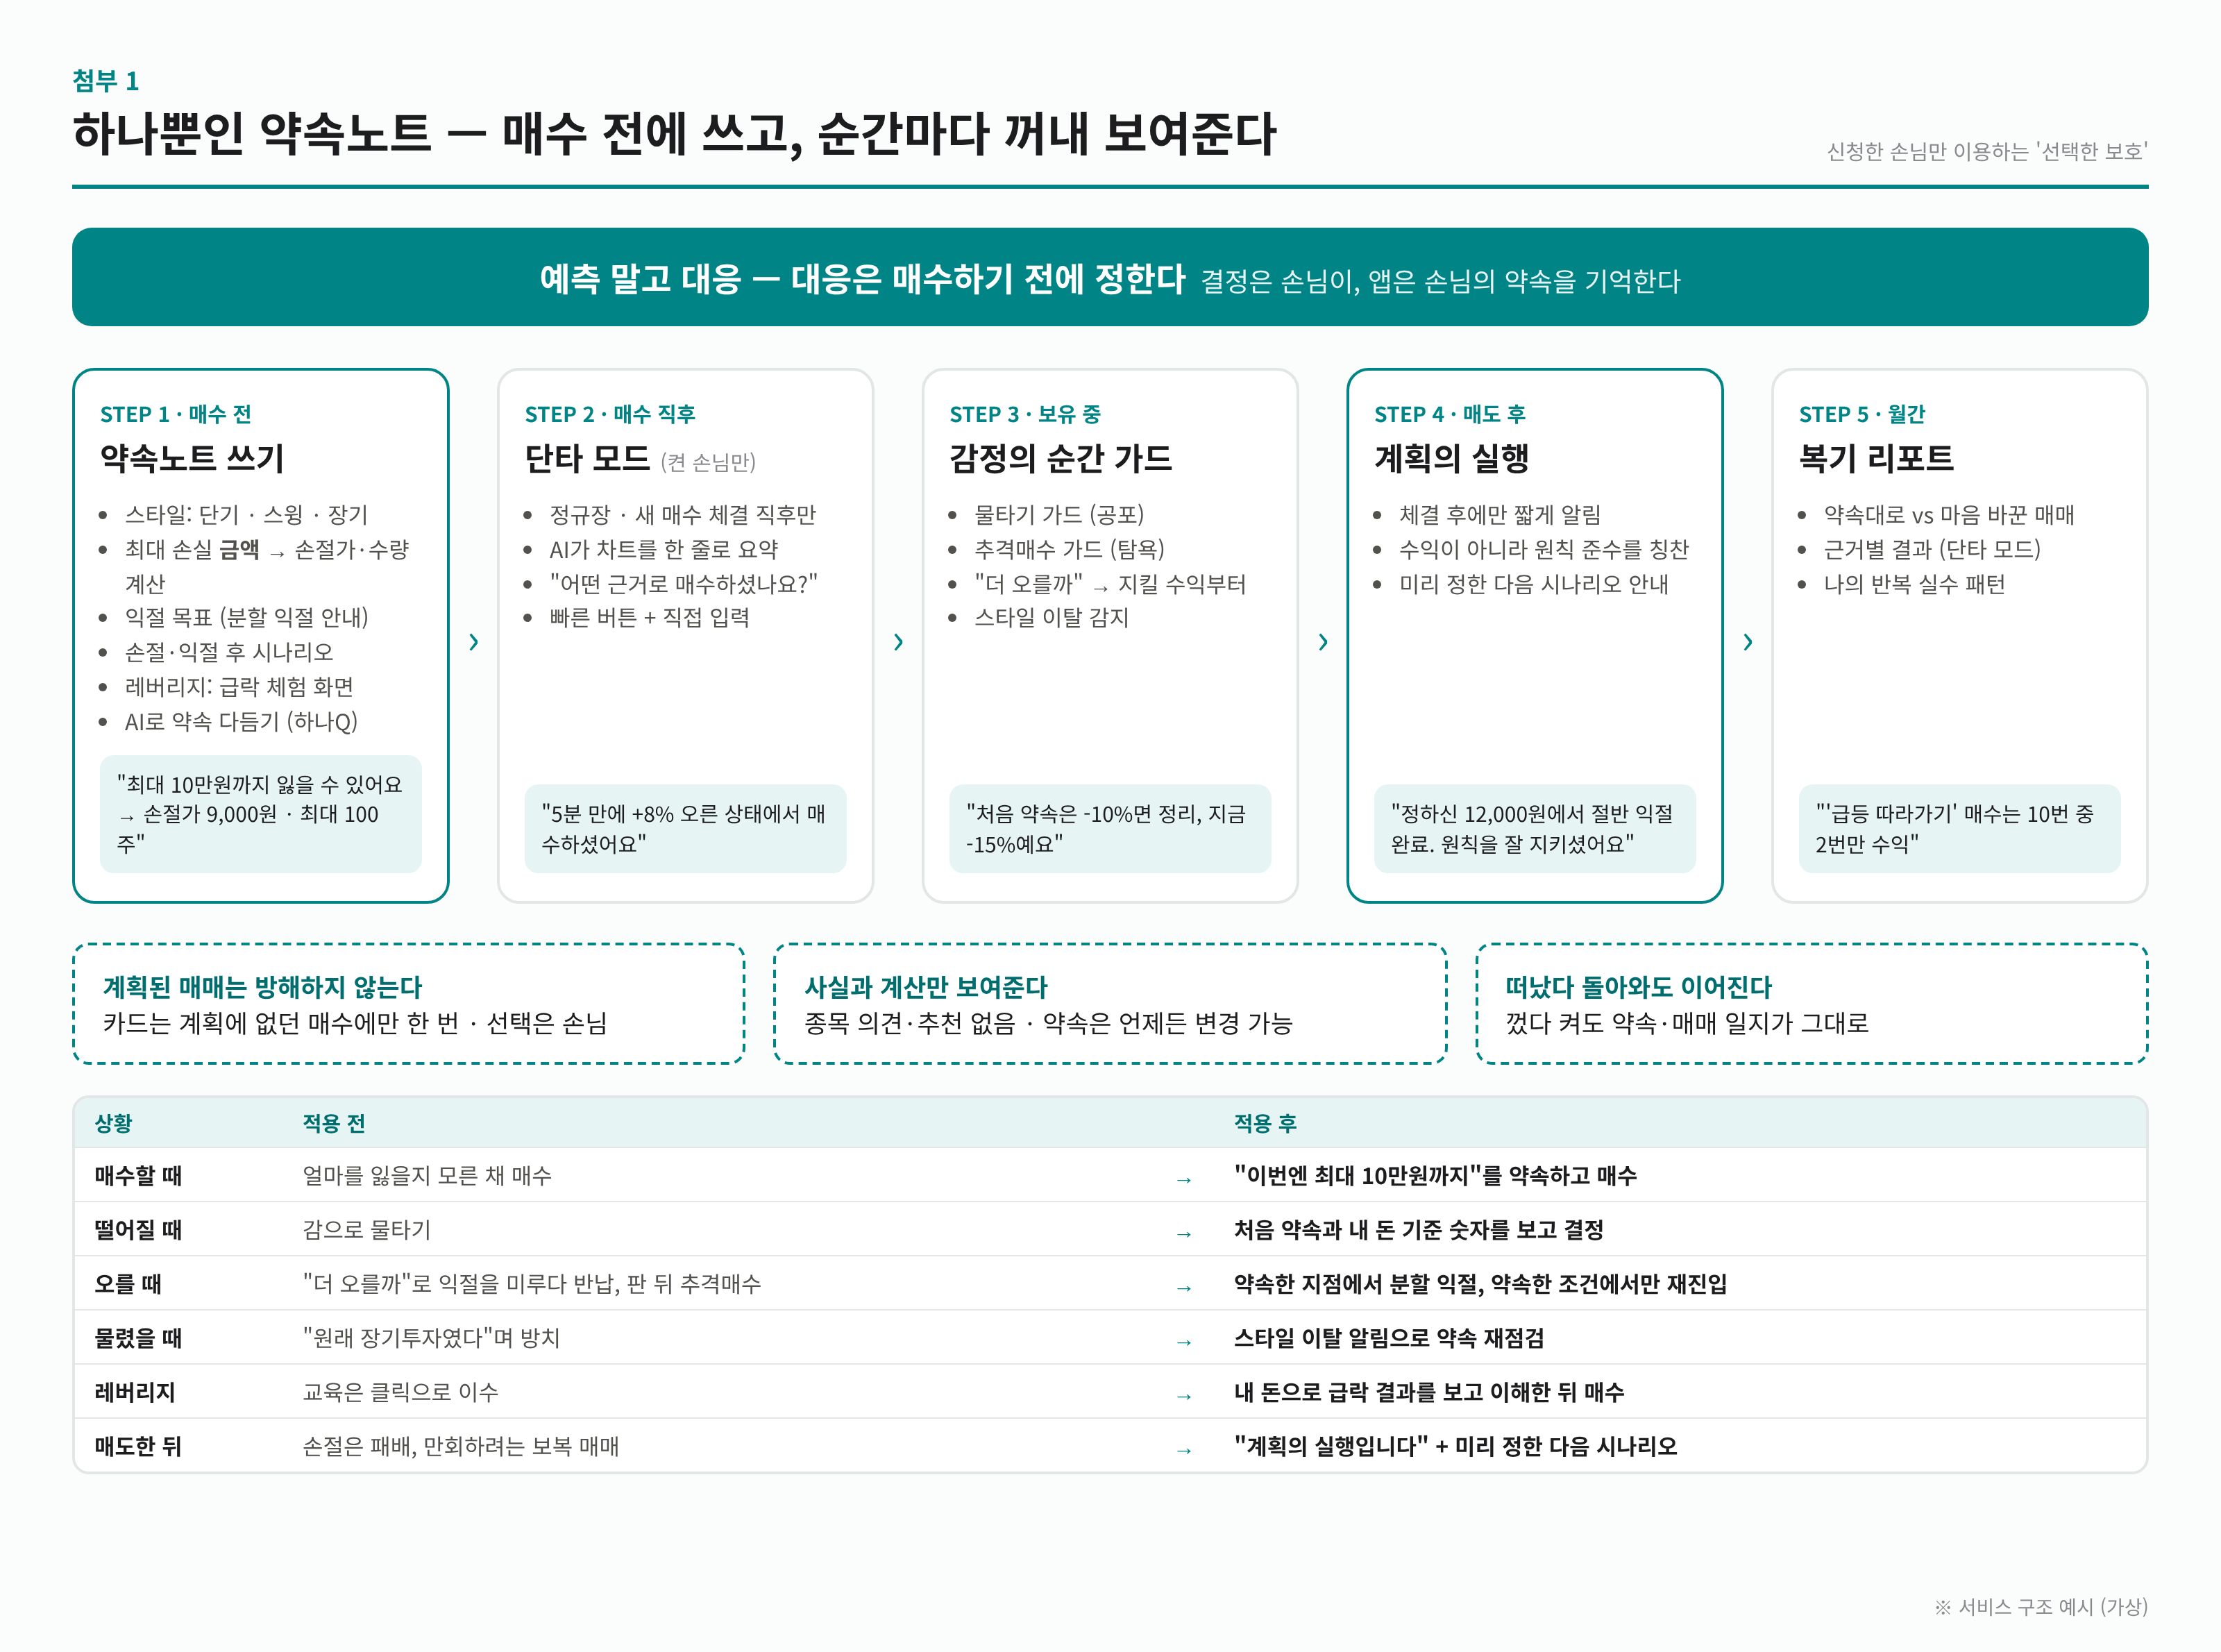 첨부 1
하나뿐인 약속노트 — 매수 전에 쓰고, 순간마다 꺼내 보여준다
신청한 손님만 이용하는 '선택한 보호'
예측 말고 대응 — 대응은 매수하기 전에 정한다 결정은 손님이, 앱은 손님의 약속을 기억한다
STEP 1 · 매수 전
약속노트 쓰기
• 스타일: 단기 · 스윙 · 장기
• 최대 손실 금액 → 손절가·수량
계산
• 익절 목표 (분할 익절 안내)
• 손절·익절 후 시나리오
• 레버리지: 급락 체험 화면
• AI로 약속 다듬기 (하나Q)
"최대 10만원까지 잃을 수 있어요
→ 손절가 9,000원 · 최대 100
주"
›
STEP 2 · 매수 직후
단타 모드 (켠 손님만)
• 정규장 · 새 매수 체결 직후만
• AI가 차트를 한 줄로 요약
• "어떤 근거로 매수하셨나요?"
• 빠른 버튼 + 직접 입력
"5분 만에 +8% 오른 상태에서 매
수하셨어요"
›
STEP 3 · 보유 중
감정의 순간 가드
• 물타기 가드 (공포)
• 추격매수 가드 (탐욕)
• "더 오를까" → 지킬 수익부터
• 스타일 이탈 감지
"처음 약속은 -10%면 정리, 지금
-15%예요"
›
STEP 4 · 매도 후
계획의 실행
• 체결 후에만 짧게 알림
• 수익이 아니라 원칙 준수를 칭찬
• 미리 정한 다음 시나리오 안내
"정하신 12,000원에서 절반 익절
완료. 원칙을 잘 지키셨어요"
›
STEP 5 · 월간
복기 리포트
• 약속대로 vs 마음 바꾼 매매
• 근거별 결과 (단타 모드)
• 나의 반복 실수 패턴
"'급등 따라가기' 매수는 10번 중
2번만 수익"
계획된 매매는 방해하지 않는다
카드는 계획에 없던 매수에만 한 번 · 선택은 손님
사실과 계산만 보여준다
종목 의견·추천 없음 · 약속은 언제든 변경 가능
떠났다 돌아와도 이어진다
껐다 켜도 약속·매매 일지가 그대로
상황 적용 전 적용 후
매수할 때 얼마를 잃을지 모른 채 매수 → "이번엔 최대 10만원까지"를 약속하고 매수
떨어질 때 감으로 물타기 → 처음 약속과 내 돈 기준 숫자를 보고 결정
오를 때 "더 오를까"로 익절을 미루다 반납, 판 뒤 추격매수 → 약속한 지점에서 분할 익절, 약속한 조건에서만 재진입
물렸을 때 "원래 장기투자였다"며 방치 → 스타일 이탈 알림으로 약속 재점검
레버리지 교육은 클릭으로 이수 → 내 돈으로 급락 결과를 보고 이해한 뒤 매수
매도한 뒤 손절은 패배, 만회하려는 보복 매매 → "계획의 실행입니다" + 미리 정한 다음 시나리오
※ 서비스 구조 예시 (가상)